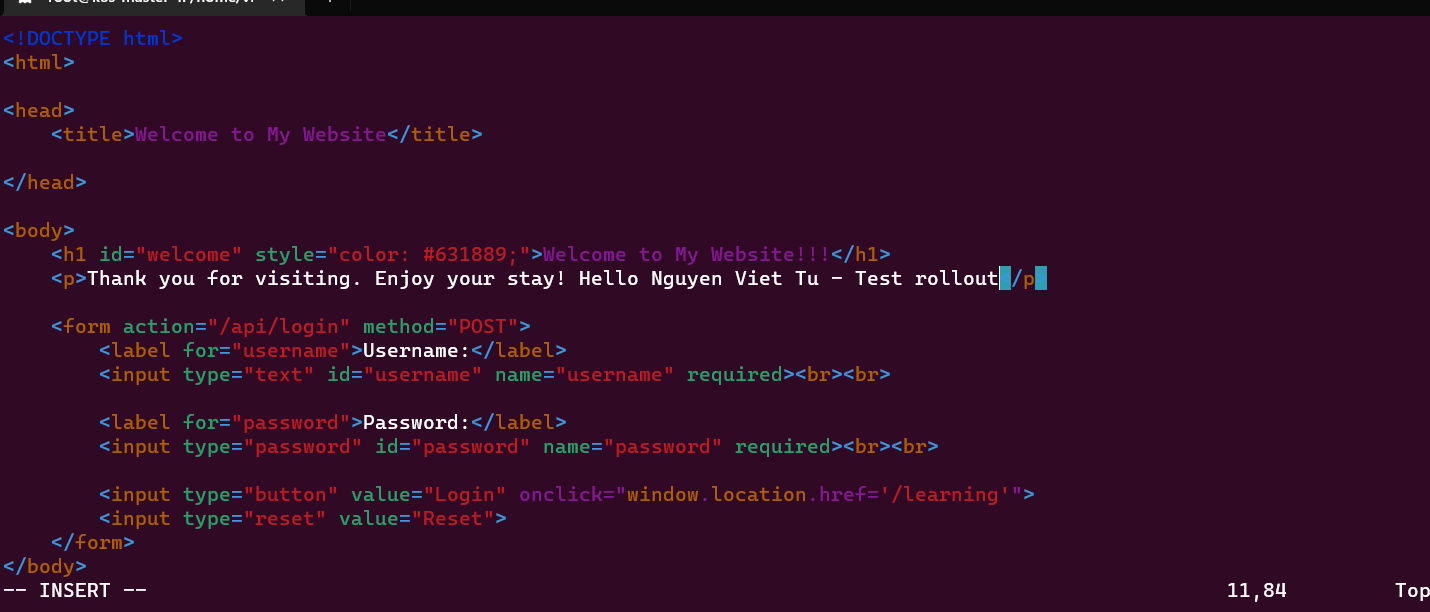 <!DOCTYPE html>
<html>
<head>
    <title>Welcome to My Website</title>
</head>
<body>
    <h1 id="welcome" style="color: #631889;">Welcome to My Website!!!</h1>
    <p>Thank you for visiting. Enjoy your stay! Hello Nguyen Viet Tu - Test rollout</p>
    <form action="/api/login" method="POST">
        <label for="username">Username:</label>
        <input type="text" id="username" name="username" required><br><br>
        <label for="password">Password:</label>
        <input type="password" id="password" name="password" required><br><br>
        <input type="button" value="Login" onclick="window.location.href='/learning'">
        <input type="reset" value="Reset">
    </form>
</body>
-- INSERT -- 11,84 Top